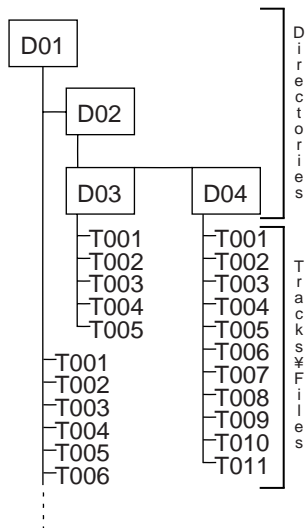 D01
D02
D03
D04
T001
T002
T003
T004
T005
T001
T002
T003
T004
T005
T006
T007
T008
T009
T010
T011
T001
T002
T003
T004
T005
T006
Directories
Tracks¥Files